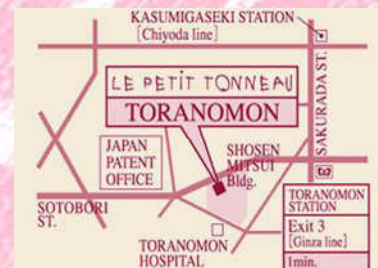 KASUMIGASEKI STATION
[Chiyoda line]
LE PETIT TONNEAU
TORANOMON
SAKURADA ST.
JAPAN
PATENT
OFFICE
SHOSEN
MITSUI
Bldg.
SOTOBORI
ST.
TORANOMON
HOSPITAL
TORANOMON
STATION
Exit 3
[Ginza line]
1min.